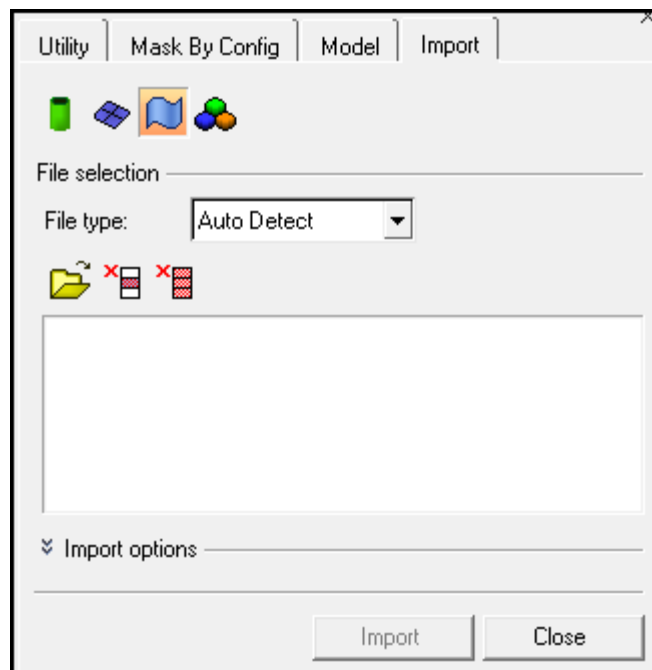 Utility Mask By Config Model Import
File selection
File type: Auto Detect
Import options
Import Close